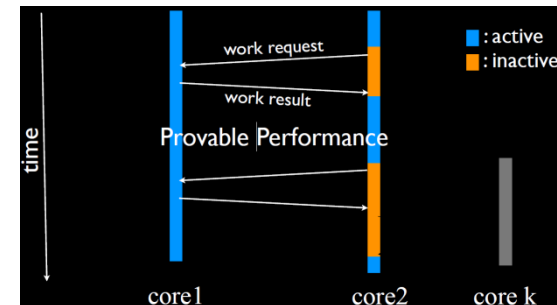 work request
: active
: inactive
work result
Provable Performance
time
core1
core2
core k